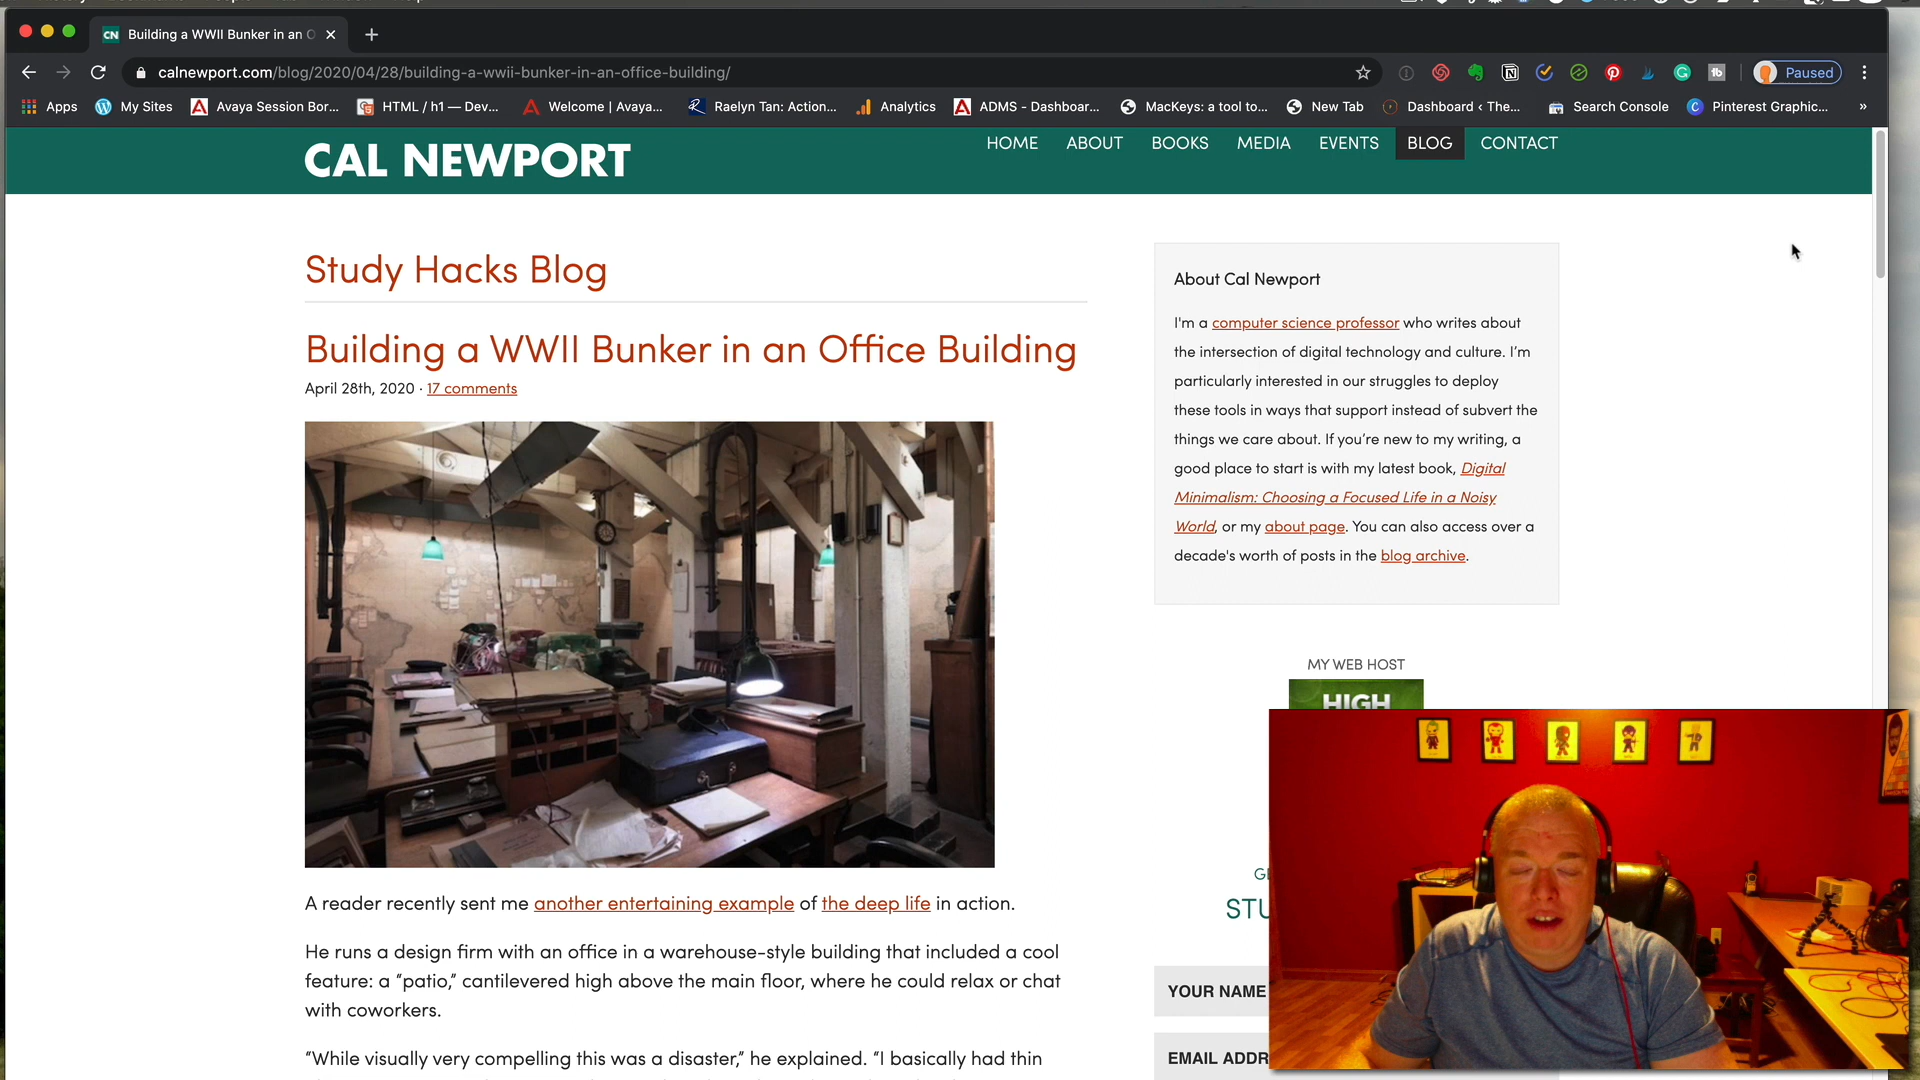 CN Building a WWII Bunker in an O
calnewport.com/blog/2020/04/28/building-a-wwii-bunker-in-an-office-building/
Paused
Apps
My Sites
Avaya Session Bor...
HTML / h1 — Dev...
Welcome | Avaya...
Raelyn Tan: Action...
Analytics
ADMS - Dashboar...
MacKeys: a tool to...
New Tab
Dashboard ‹ The...
Search Console
Pinterest Graphic...
»
CAL NEWPORT
HOME ABOUT BOOKS MEDIA EVENTS BLOG CONTACT
Study Hacks Blog
Building a WWII Bunker in an Office Building
April 28th, 2020 · 17 comments
A reader recently sent me another entertaining example of the deep life in action.
He runs a design firm with an office in a warehouse-style building that included a cool
feature: a “patio,” cantilevered high above the main floor, where he could relax or chat
with coworkers.
“While visually very compelling this was a disaster,” he explained. “I basically had thin
About Cal Newport
I'm a computer science professor who writes about
the intersection of digital technology and culture. I’m
particularly interested in our struggles to deploy
these tools in ways that support instead of subvert the
things we care about. If you’re new to my writing, a
good place to start is with my latest book, Digital
Minimalism: Choosing a Focused Life in a Noisy
World, or my about page. You can also access over a
decade's worth of posts in the blog archive.
MY WEB HOST
HIGH
GE
STU
YOUR NAME
EMAIL ADDR